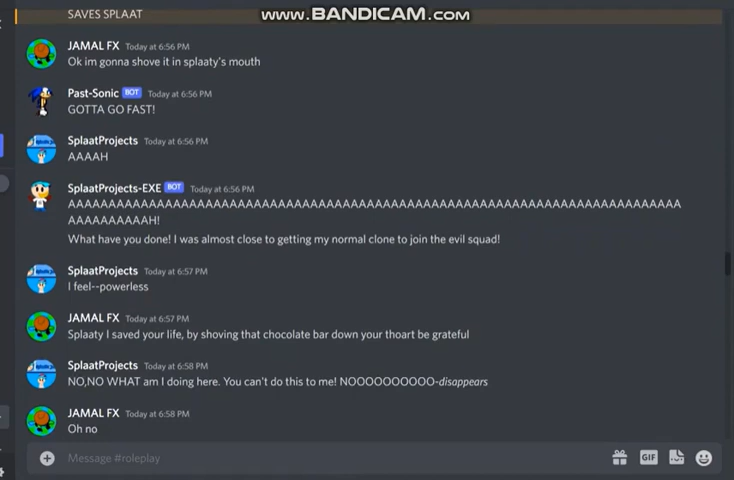 www.BANDICAM.com
SAVES SPLAAT
JAMAL FX Today at 6:56 PM
Ok im gonna shove it in splaaty's mouth
Past-Sonic BOT Today at 6:56 PM
GOTTA GO FAST!
SplaatProjects Today at 6:56 PM
AAAAH
SplaatProjects-EXE BOT Today at 6:56 PM
AAAAAAAAAAAAAAAAAAAAAAAAAAAAAAAAAAAAAAAAAAAAAAAAAAAAAAAAAAAAAAAAAAAAAAAAAAAA
AAAAAAAAAAAH!
What have you done! I was almost close to getting my normal clone to join the evil squad!
SplaatProjects Today at 6:57 PM
I feel--powerless
JAMAL FX Today at 6:57 PM
Splaaty I saved your life, by shoving that chocolate bar down your thoart be grateful
SplaatProjects Today at 6:58 PM
NO,NO WHAT am I doing here. You can't do this to me! NOOOOOOOOOO-disappears
JAMAL FX Today at 6:58 PM
Oh no
Message #roleplay
GIF